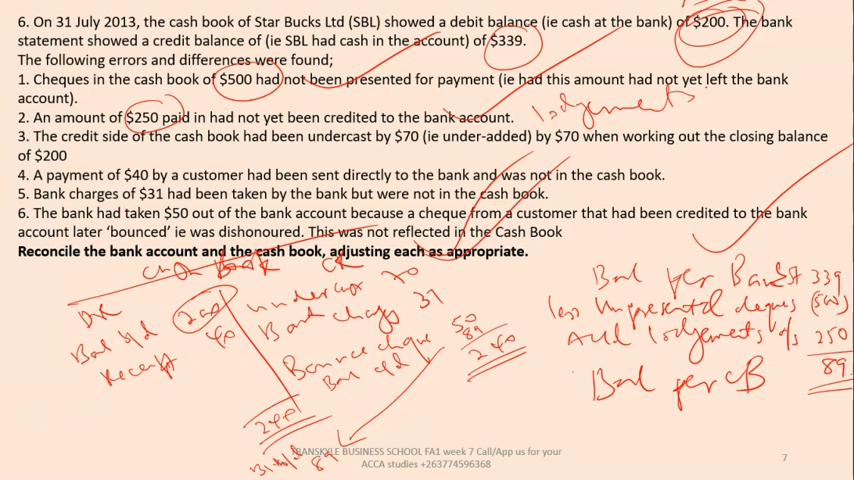 6. On 31 July 2013, the cash book of Star Bucks Ltd (SBL) showed a debit balance (ie cash at the bank) of $200. The bank
statement showed a credit balance of (ie SBL had cash in the account) of $339.
The following errors and differences were found;
1. Cheques in the cash book of $500 had not been presented for payment (ie had this amount had not yet left the bank
account).
2. An amount of $250 paid in had not yet been credited to the bank account.
lodgements
3. The credit side of the cash book had been undercast by $70 (ie under-added) by $70 when working out the closing balance
of $200
4. A payment of $40 by a customer had been sent directly to the bank and was not in the cash book.
5. Bank charges of $31 had been taken by the bank but were not in the cash book.
6. The bank had taken $50 out of the bank account because a cheque from a customer that had been credited to the bank
account later 'bounced' ie was dishonoured. This was not reflected in the Cash Book
Reconcile the bank account and the cash book, adjusting each as appropriate.
Cash Book
DR
CR
Bal b/d 200
Receipt 40
240
Bal b/d 89
undercast 70
Bank charges 31
Bounce cheque 50
Bal c/d 89
240
Bal per Bank St 339
less Unpresented cheques (500)
Add lodgements o/s 250
89
Bal per CB
TRANSKYLE BUSINESS SCHOOL FA1 week 7 Call/App us for your
ACCA studies +263774596368
7